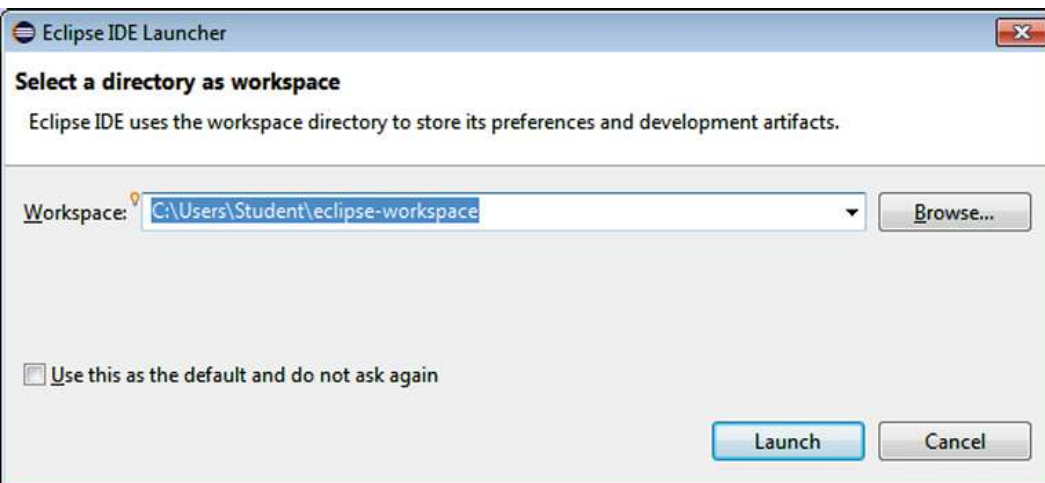 Eclipse IDE Launcher
Select a directory as workspace
Eclipse IDE uses the workspace directory to store its preferences and development artifacts.
Workspace: C:\Users\Student\eclipse-workspace Browse...
Use this as the default and do not ask again
Launch Cancel